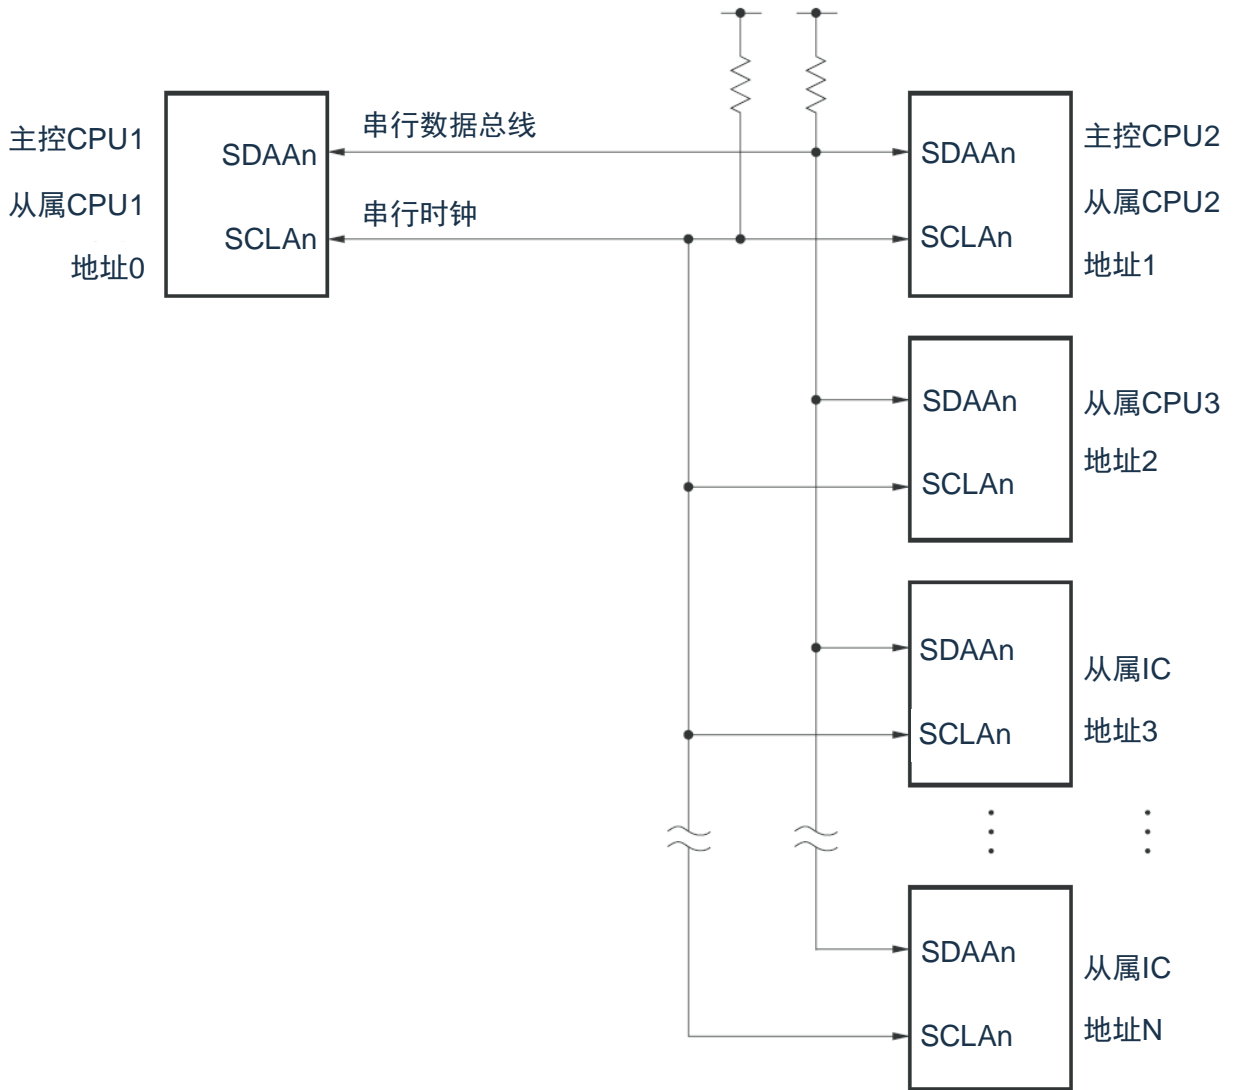 主控CPU1
从属CPU1
地址0
SDAAn
SCLAn
串行数据总线
串行时钟
SDAAn
SCLAn
主控CPU2
从属CPU2
地址1
SDAAn
SCLAn
从属CPU3
地址2
SDAAn
SCLAn
从属IC
地址3
SDAAn
SCLAn
从属IC
地址N